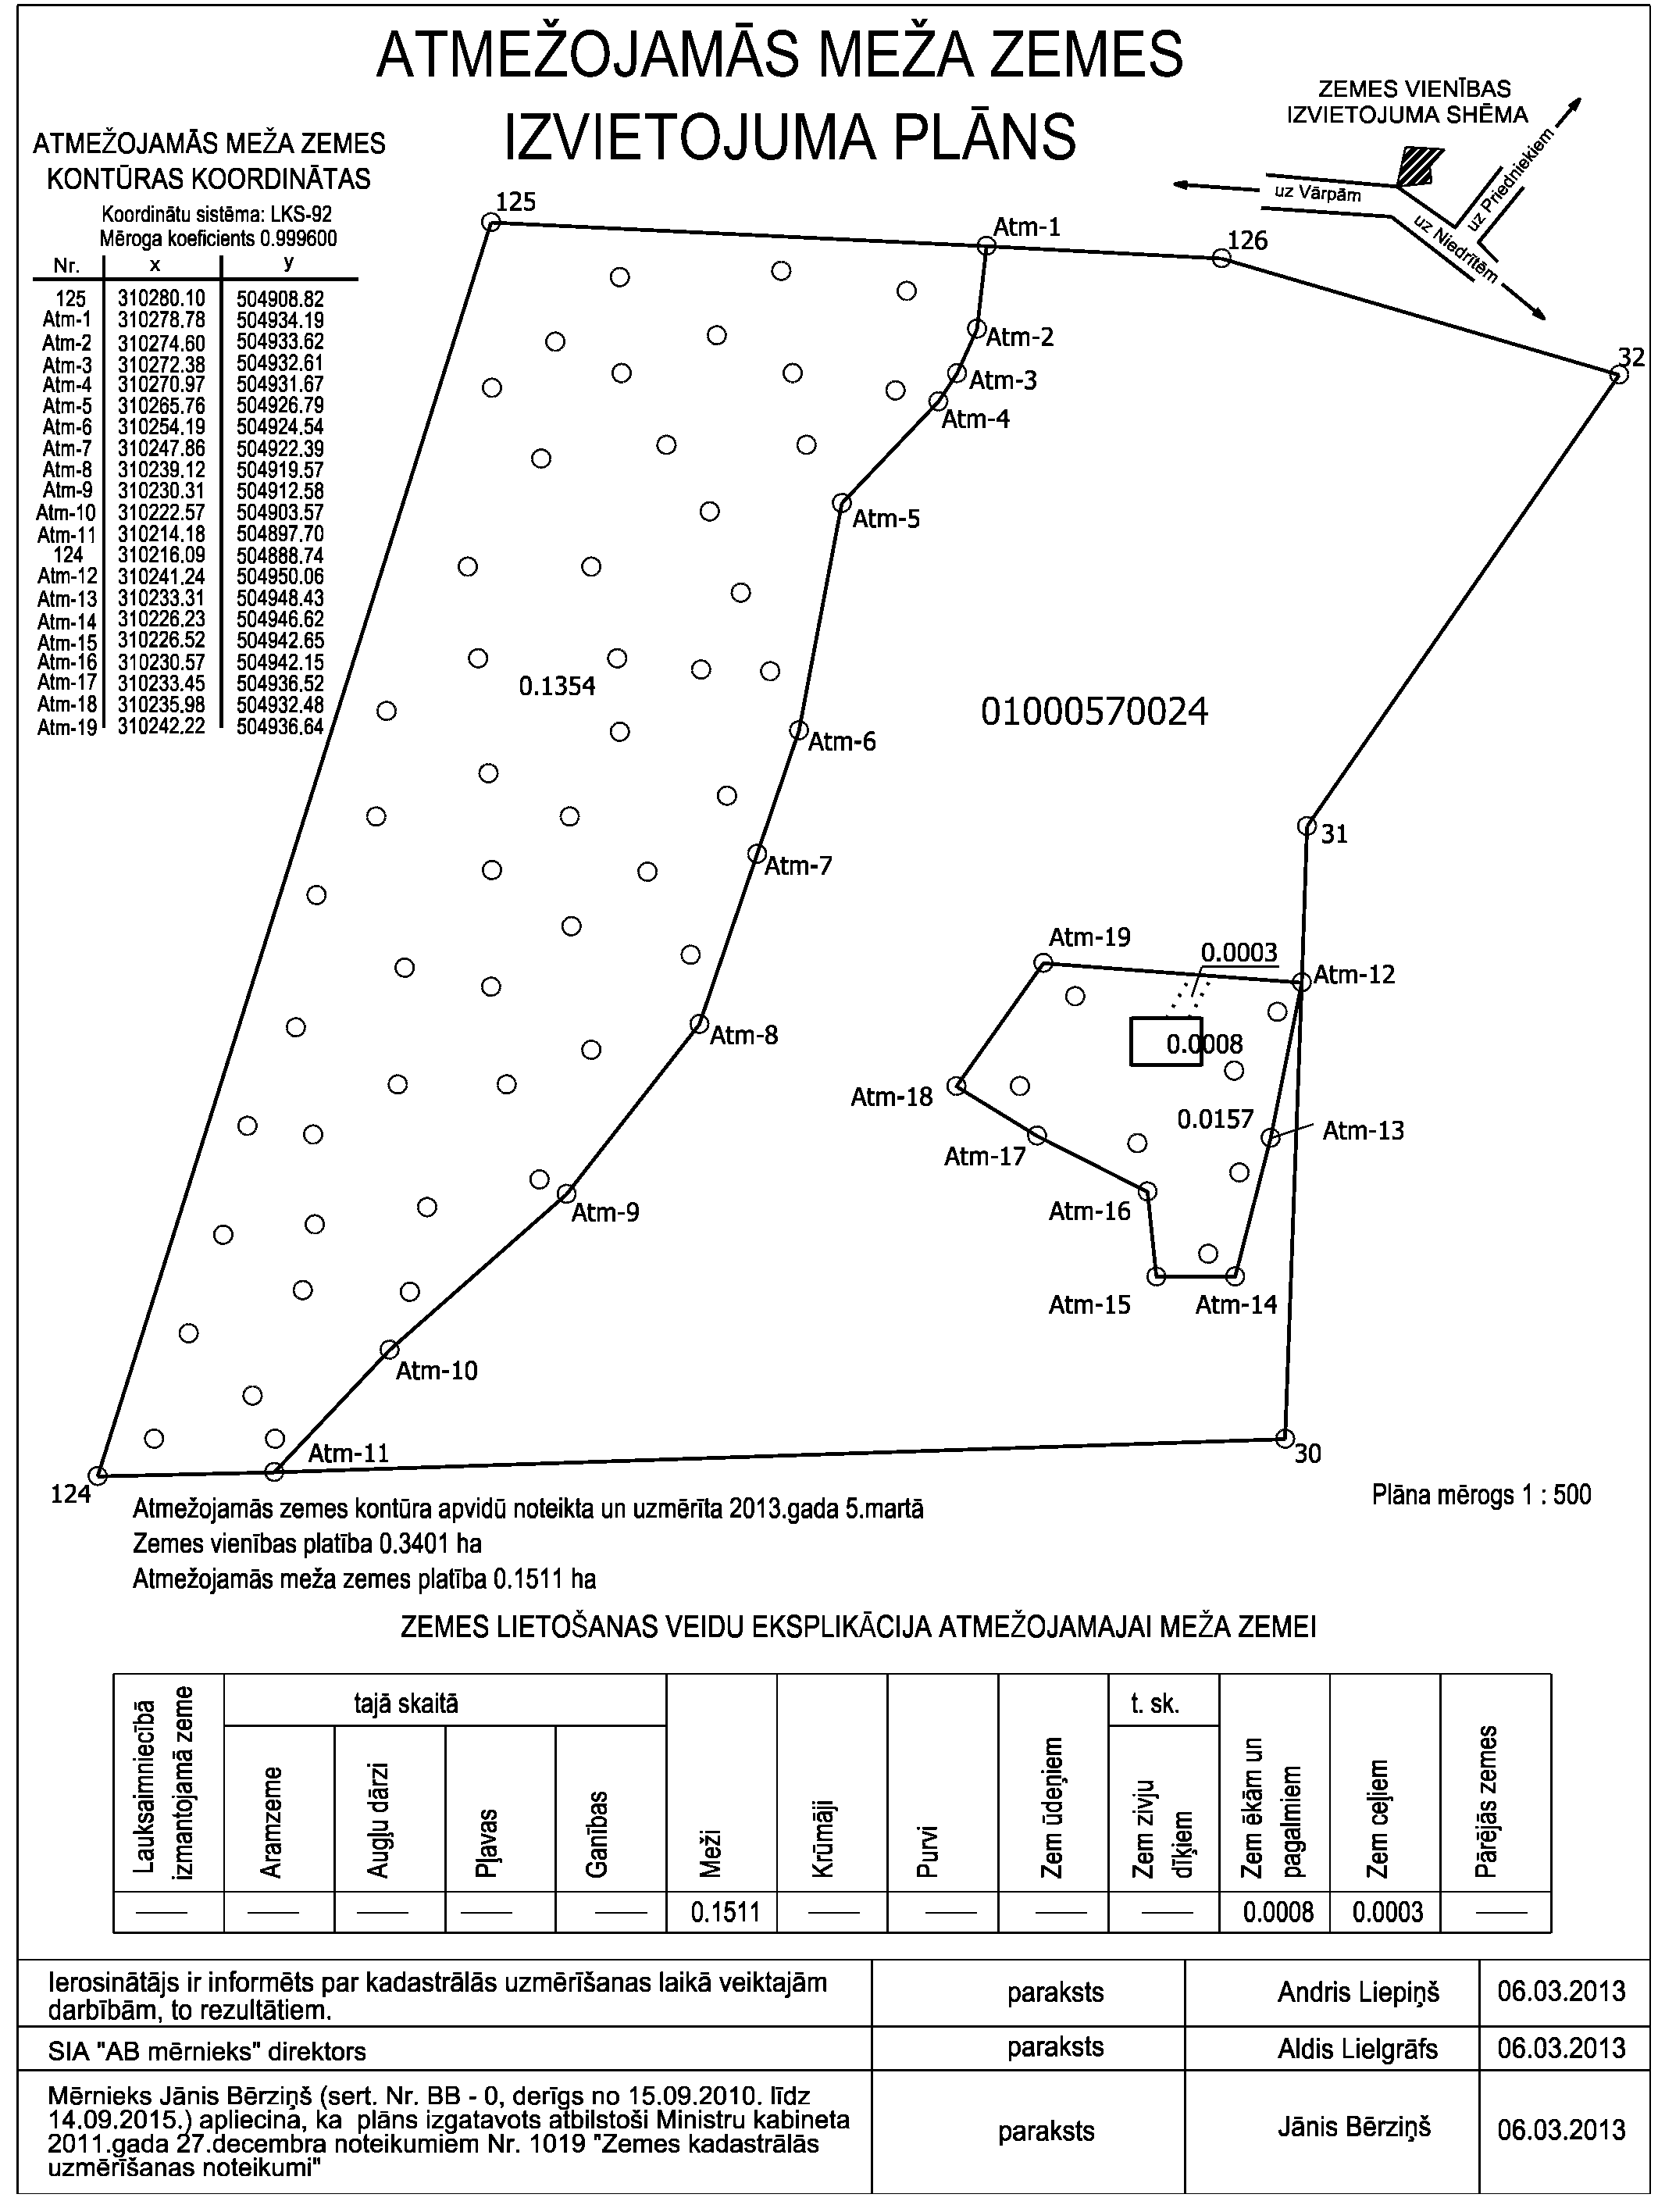 ATMEŽOJAMĀS MEŽA ZEMES
IZVIETOJUMA PLĀNS
ZEMES VIENĪBAS
IZVIETOJUMA SHĒMA
uz Vārpām
uz Niedrītēm
uz Priedniekiem
ATMEŽOJAMĀS MEŽA ZEMES
KONTŪRAS KOORDINĀTAS
Koordinātu sistēma: LKS-92
Mēroga koeficients 0.999600
Nr. x y
125 310280.10 504908.82
Atm-1 310278.78 504934.19
Atm-2 310274.60 504933.62
Atm-3 310272.38 504932.61
Atm-4 310270.97 504931.67
Atm-5 310265.76 504926.79
Atm-6 310254.19 504924.54
Atm-7 310247.86 504922.39
Atm-8 310239.12 504919.57
Atm-9 310230.31 504912.58
Atm-10 310222.57 504903.57
Atm-11 310214.18 504897.70
124 310216.09 504888.74
Atm-12 310241.24 504950.06
Atm-13 310233.31 504948.43
Atm-14 310226.23 504946.62
Atm-15 310226.52 504942.65
Atm-16 310230.57 504942.15
Atm-17 310233.45 504936.52
Atm-18 310235.98 504932.48
Atm-19 310242.22 504936.64
125
Atm-1
126
32
Atm-2
Atm-3
Atm-4
Atm-5
0.1354
01000570024
Atm-6
31
Atm-7
Atm-19
0.0003
Atm-12
Atm-8
0.0008
Atm-18
0.0157
Atm-13
Atm-17
Atm-9
Atm-16
Atm-15
Atm-14
Atm-10
Atm-11
30
124
Plāna mērogs 1 : 500
Atmežojamās zemes kontūra apvidū noteikta un uzmērīta 2013.gada 5.martā
Zemes vienības platība 0.3401 ha
Atmežojamās meža zemes platība 0.1511 ha
ZEMES LIETOŠANAS VEIDU EKSPLIKĀCIJA ATMEŽOJAMAJAI MEŽA ZEMEI
Lauksaimniecībā
izmantojamā zeme
tajā skaitā
Aramzeme
Augļu dārzi
Pļavas
Ganības
Meži
Krūmāji
Purvi
Zem ūdeņiem
t. sk.
Zem zivju
dīķiem
Zem ēkām un
pagalmiem
Zem ceļiem
Pārējās zemes
— — — — — 0.1511 — — — — 0.0008 0.0003 —
Ierosinātājs ir informēts par kadastrālās uzmērīšanas laikā veiktajām
darbībām, to rezultātiem.
paraksts
Andris Liepiņš
06.03.2013
SIA "AB mērnieks" direktors
paraksts
Aldis Lielgrāfs
06.03.2013
Mērnieks Jānis Bērziņš (sert. Nr. BB - 0, derīgs no 15.09.2010. līdz
14.09.2015.) apliecina, ka plāns izgatavots atbilstoši Ministru kabineta
2011.gada 27.decembra noteikumiem Nr. 1019 "Zemes kadastrālās
uzmērīšanas noteikumi"
paraksts
Jānis Bērziņš
06.03.2013